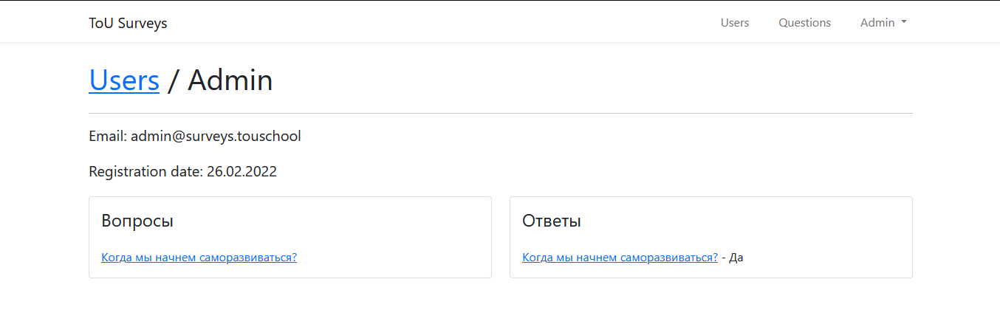 ToU Surveys Users Questions Admin
Users / Admin
Email: admin@surveys.touschool
Registration date: 26.02.2022
Вопросы
Когда мы начнем саморазвиваться?
Ответы
Когда мы начнем саморазвиваться? - Да